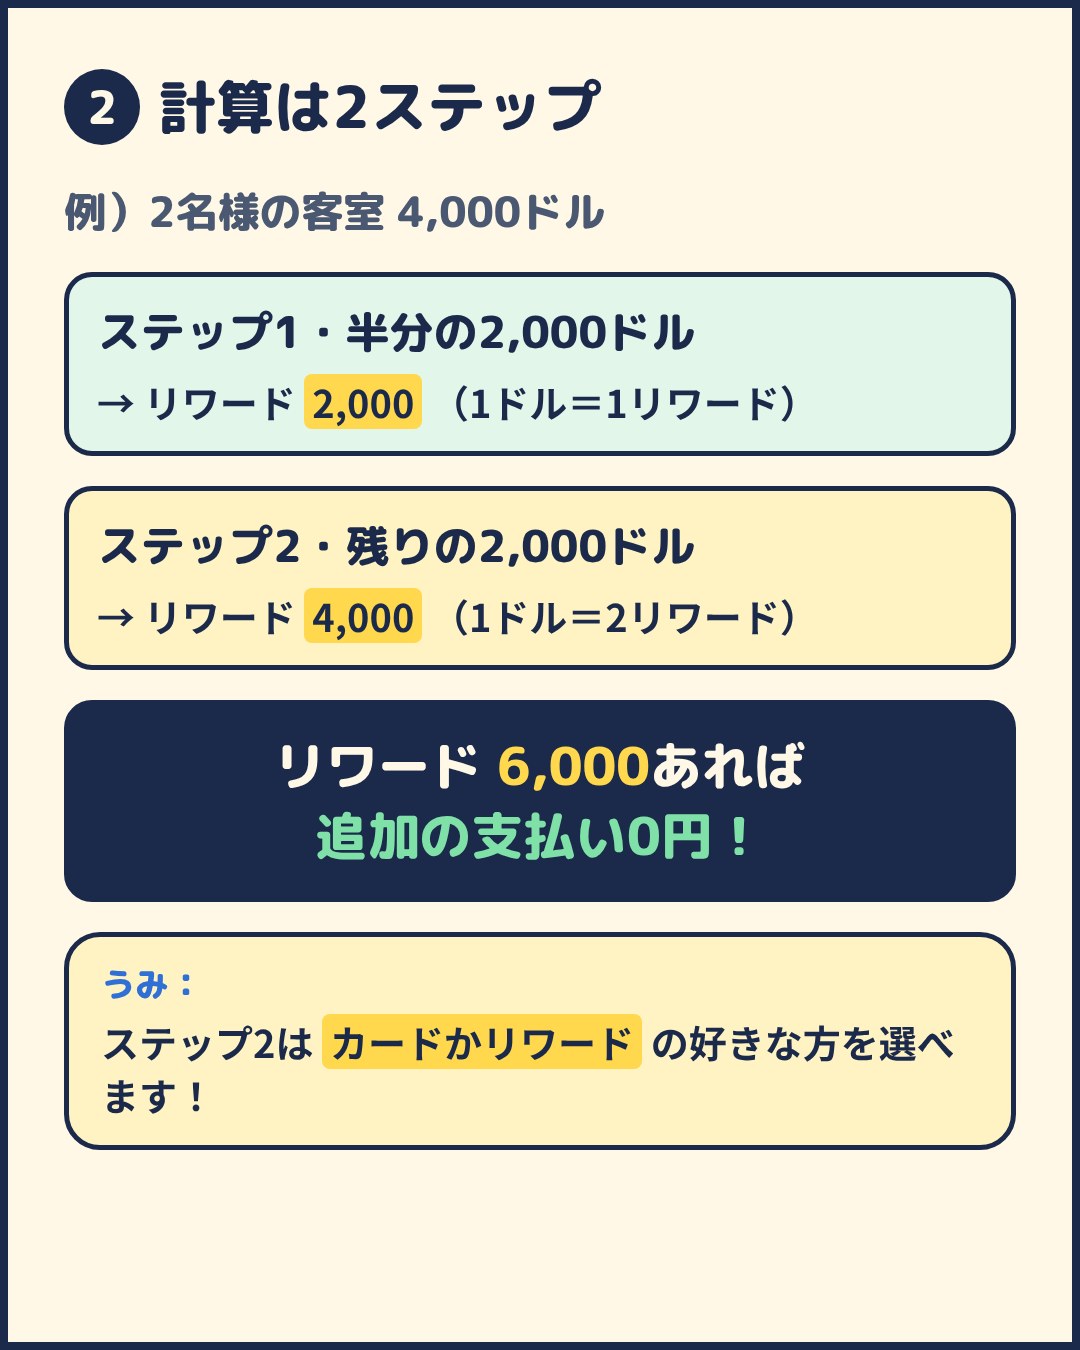 2 計算は2ステップ
例）2名様の客室 4,000ドル
ステップ1・半分の2,000ドル
→ リワード 2,000 （1ドル＝1リワード）
ステップ2・残りの2,000ドル
→ リワード 4,000 （1ドル＝2リワード）
リワード 6,000あれば
追加の支払い0円！
うみ：
ステップ2は カードかリワード の好きな方を選べ
ます！